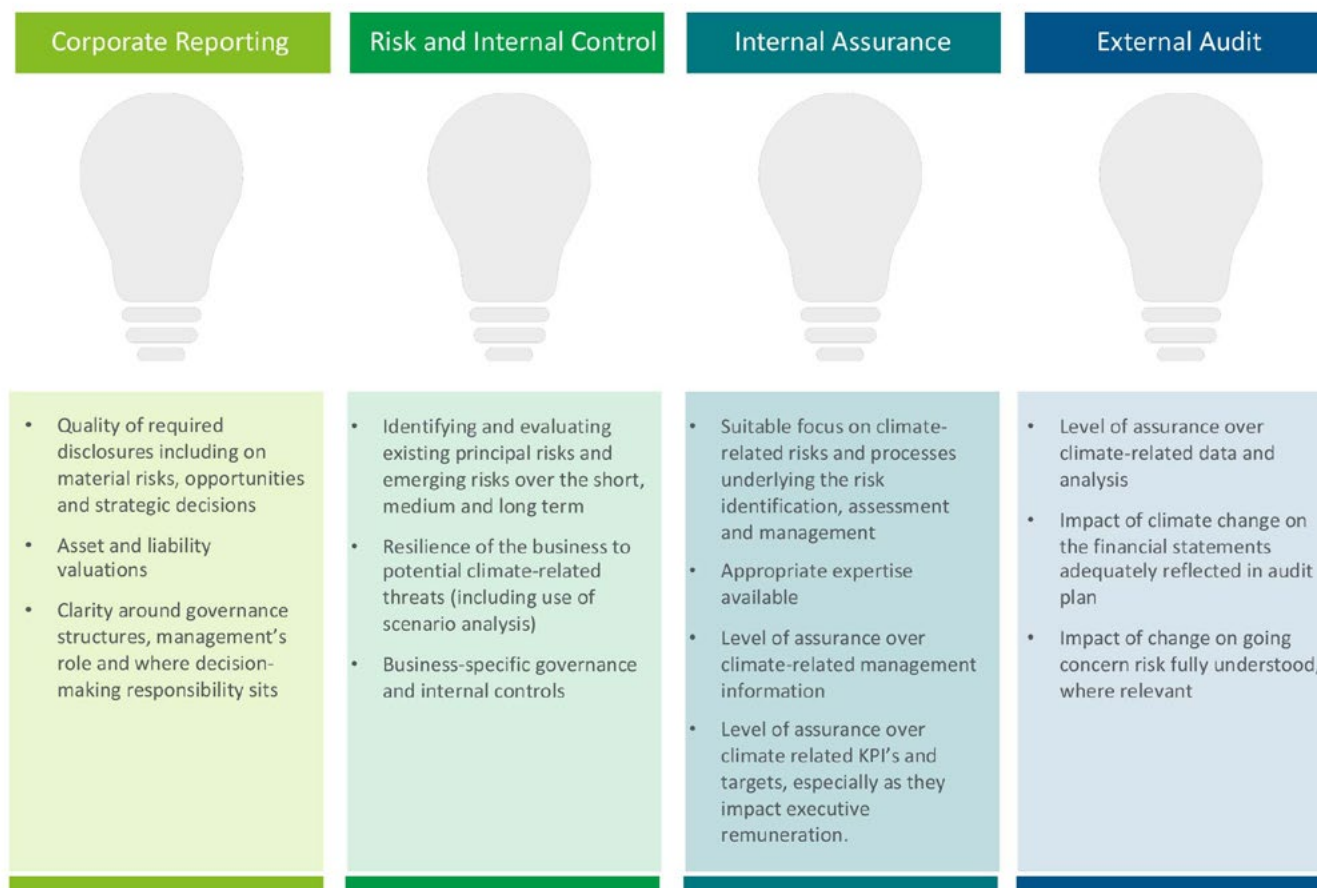 Corporate Reporting
Risk and Internal Control
Internal Assurance
External Audit
• Quality of required
disclosures including on
material risks, opportunities
and strategic decisions
• Asset and liability
valuations
• Clarity around governance
structures, management's
role and where decision-
making responsibility sits
• Identifying and evaluating
existing principal risks and
emerging risks over the short,
medium and long term
• Resilience of the business to
potential climate-related
threats (including use of
scenario analysis)
• Business-specific governance
and internal controls
• Suitable focus on climate-
related risks and processes
underlying the risk
identification, assessment
and management
• Appropriate expertise
available
• Level of assurance over
climate-related management
information
• Level of assurance over
climate related KPI's and
targets, especially as they
impact executive
remuneration.
• Level of assurance over
climate-related data and
analysis
• Impact of climate change on
the financial statements
adequately reflected in audit
plan
• Impact of change on going
concern risk fully understood,
where relevant